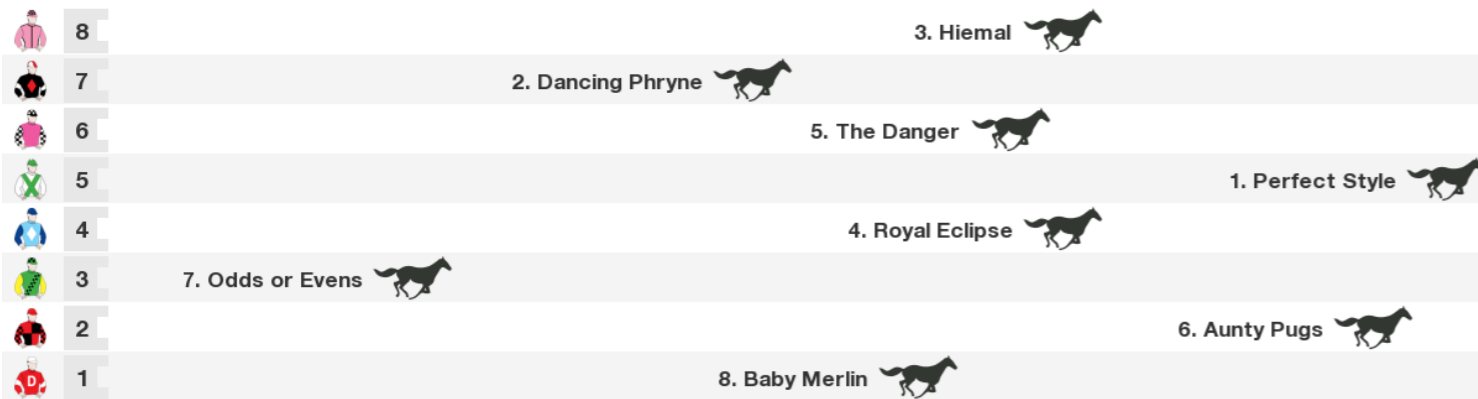 8 3. Hiemal
7 2. Dancing Phryne
6 5. The Danger
5 1. Perfect Style
4 4. Royal Eclipse
3 7. Odds or Evens
2 6. Aunty Pugs
D 1 8. Baby Merlin